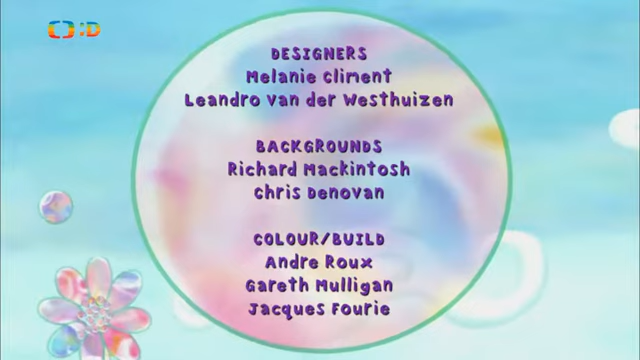 :D
DESIGNERS
Melanie Climent
Leandro van der Westhuizen
BACKGROUNDS
Richard Mackintosh
Chris Denovan
COLOUR/BUILD
Andre Roux
Gareth Mulligan
Jacques Fourie